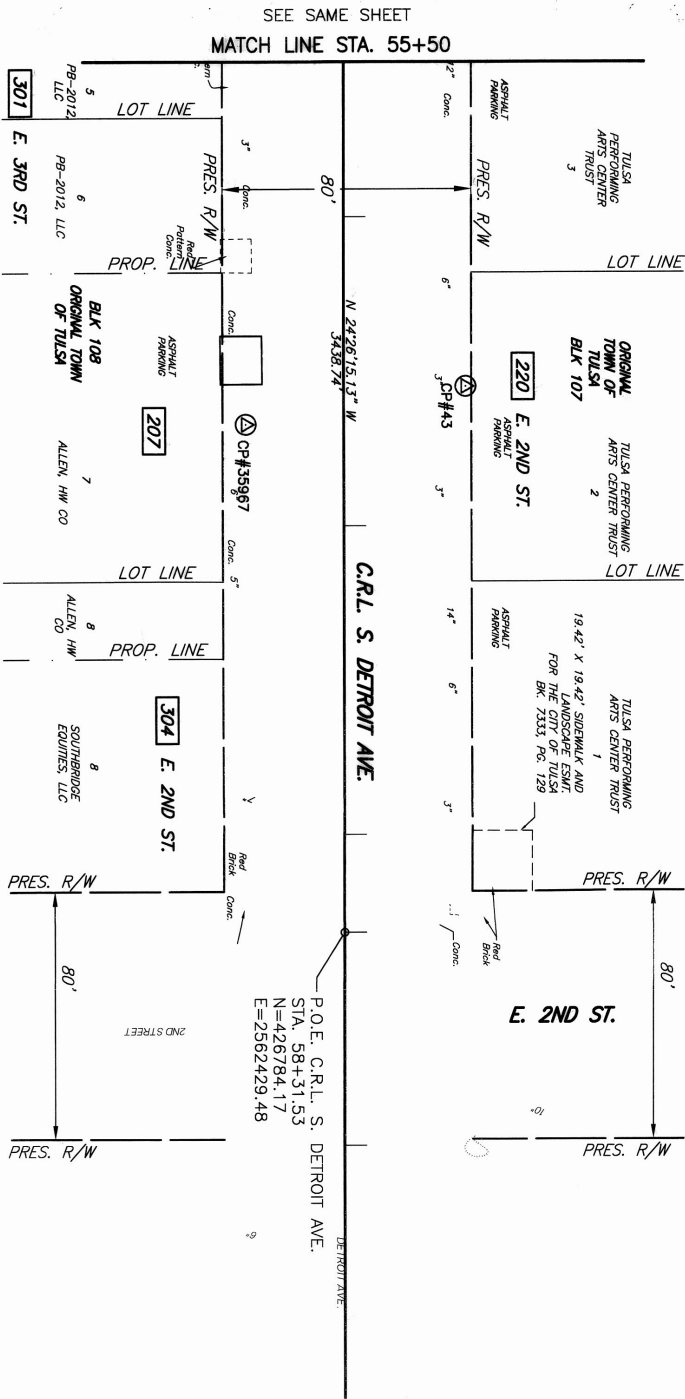 SEE SAME SHEET
MATCH LINE STA. 55+50
TULSA
PERFORMING
ARTS CENTER
TRUST
3
ASPHALT
PARKING
12"
Conc.
PRES. R/W
LOT LINE
80'
5
PB-2012,
LLC
LOT LINE
301 E. 3RD ST.
6
PB-2012, LLC
3"
Conc.
PRES. R/W
Red
Pattern
Conc.
PROP. LINE
6"
ORIGINAL
TOWN OF
TULSA
BLK 107
220 E. 2ND ST.
ASPHALT
PARKING
3"
CP#43
3"
TULSA PERFORMING
ARTS CENTER TRUST
2
LOT LINE
N 24°26'15.13" W
3438.74'
BLK 108
ORIGINAL TOWN
OF TULSA
ASPHALT
PARKING
Conc.
207
CP#35967
6"
7
ALLEN, HW CO
Conc.
5"
LOT LINE
C.R.L. S. DETROIT AVE.
ASPHALT
PARKING
14"
6"
3"
TULSA PERFORMING
ARTS CENTER TRUST
1
19.42' X 19.42' SIDEWALK AND
LANDSCAPE ESMT.
FOR THE CITY OF TULSA
BK. 7333, PG. 129
8
ALLEN, HW
CO
PROP. LINE
304 E. 2ND ST.
8
SOUTHBRIDGE
EQUITIES, LLC
Red
Brick
Conc.
PRES. R/W
PRES. R/W
Red
Brick
Conc.
80'
80'
E. 2ND ST.
10"
2ND STREET
P.O.E. C.R.L. S. DETROIT AVE.
STA. 58+31.53
N=426784.17
E=2562429.48
PRES. R/W
PRES. R/W
6"
DETROIT AVE.